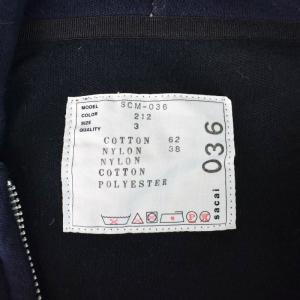 MODEL SCM-036
COLOR 212
SIZE 3
QUALITY
COTTON 62
NYLON 38
NYLON
COTTON
POLYESTER
036
sacai